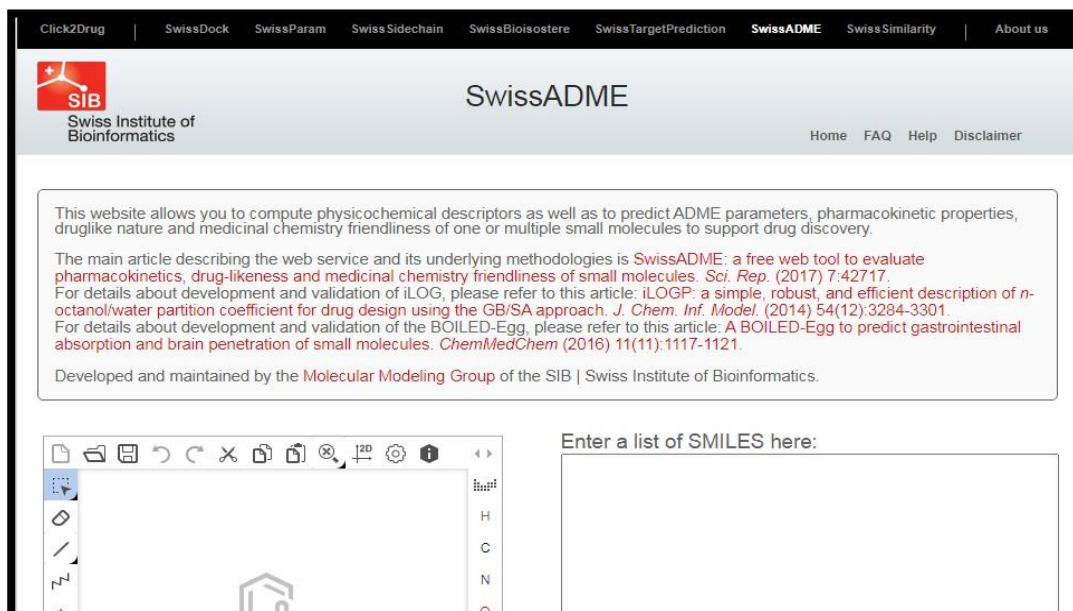 Click2Drug | SwissDock SwissParam SwissSidechain SwissBioisostere SwissTargetPrediction SwissADME SwissSimilarity | About us
SIB
Swiss Institute of
Bioinformatics
SwissADME
Home FAQ Help Disclaimer
This website allows you to compute physicochemical descriptors as well as to predict ADME parameters, pharmacokinetic properties,
druglike nature and medicinal chemistry friendliness of one or multiple small molecules to support drug discovery.
The main article describing the web service and its underlying methodologies is SwissADME: a free web tool to evaluate
pharmacokinetics, drug-likeness and medicinal chemistry friendliness of small molecules. Sci. Rep. (2017) 7:42717.
For details about development and validation of iLOG, please refer to this article: iLOGP: a simple, robust, and efficient description of n-
octanol/water partition coefficient for drug design using the GB/SA approach. J. Chem. Inf. Model. (2014) 54(12):3284-3301.
For details about development and validation of the BOILED-Egg, please refer to this article: A BOILED-Egg to predict gastrointestinal
absorption and brain penetration of small molecules. ChemMedChem (2016) 11(11):1117-1121.
Developed and maintained by the Molecular Modeling Group of the SIB | Swiss Institute of Bioinformatics.
2D
H
C
N
O
Enter a list of SMILES here: